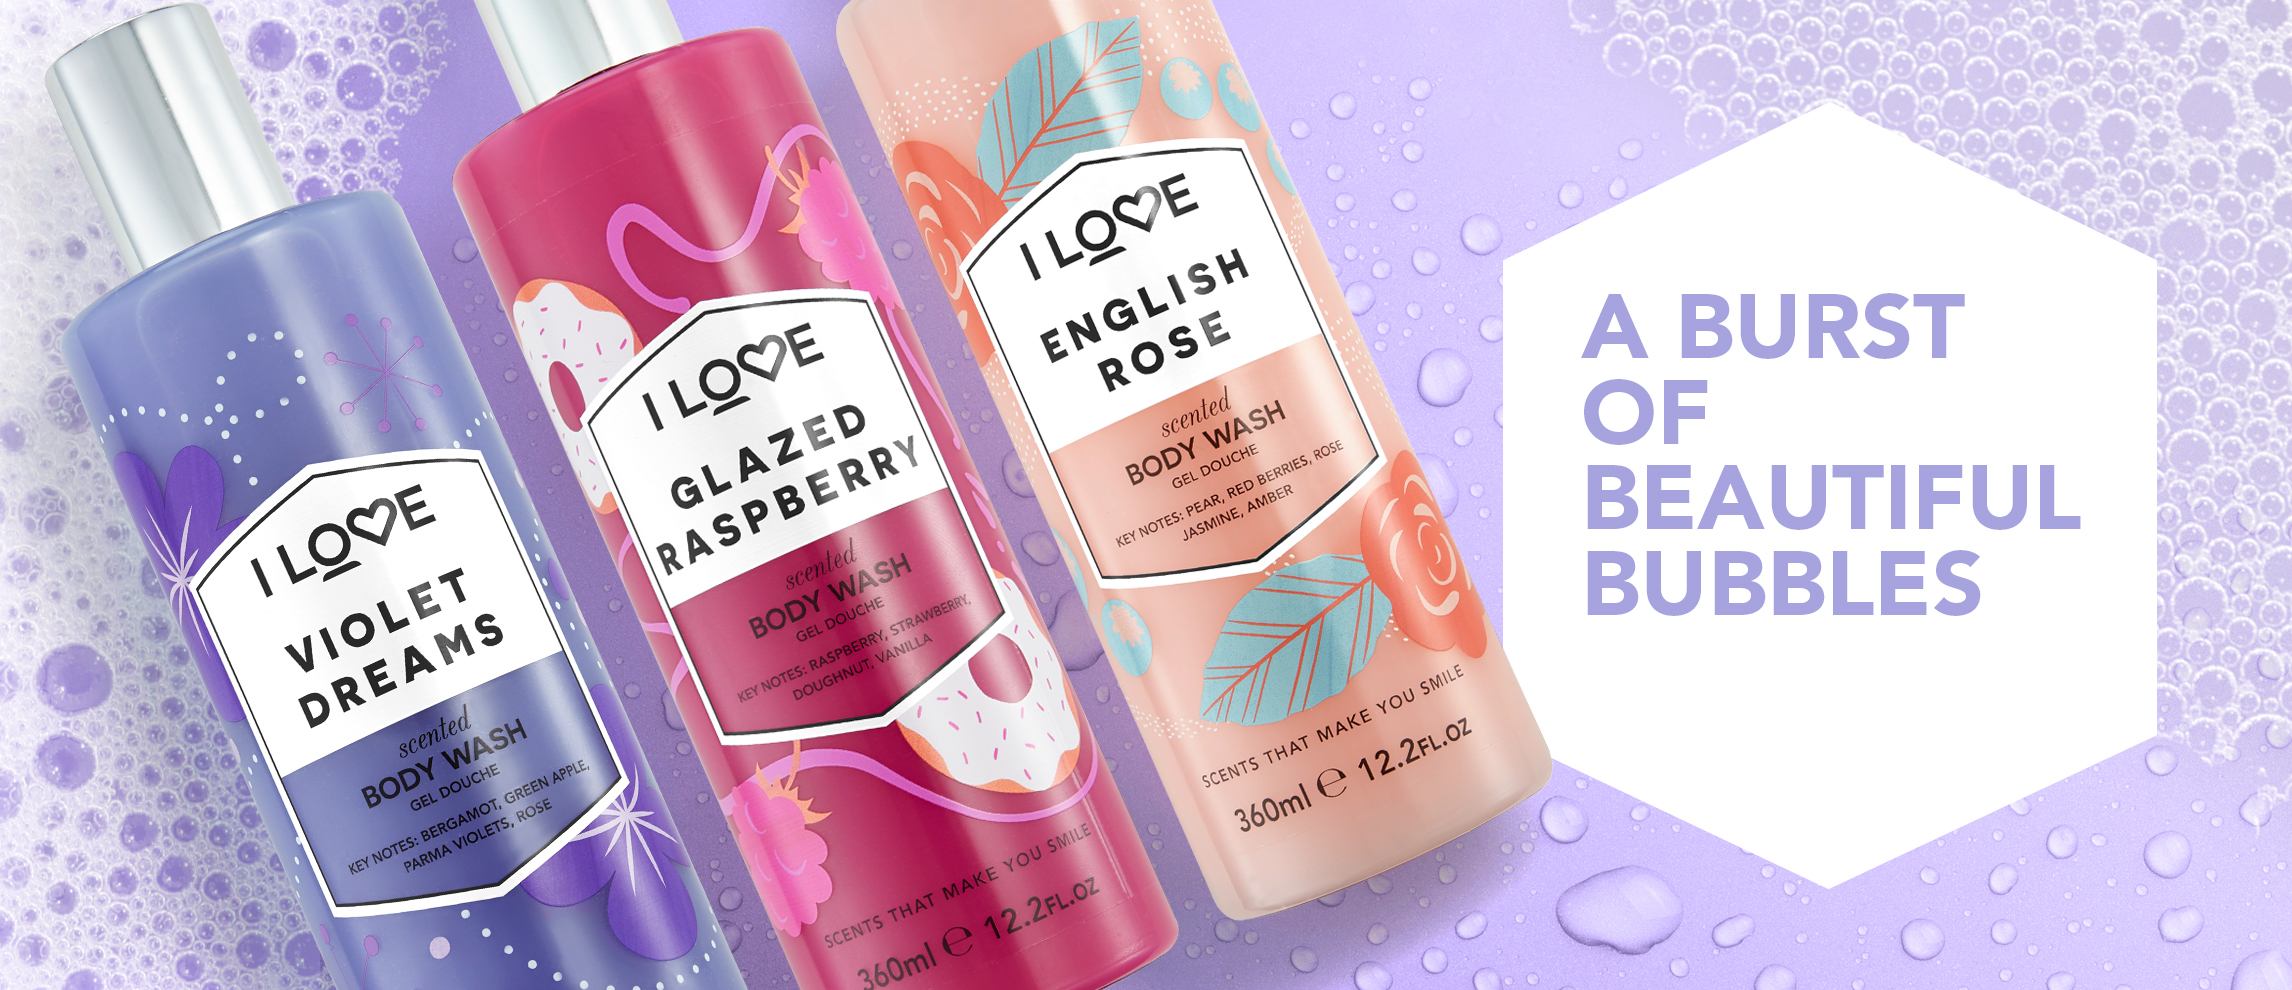 I LOVE
VIOLET
DREAMS
scented
BODY WASH
GEL DOUCHE
KEY NOTES: BERGAMOT, GREEN APPLE,
PARMA VIOLETS, ROSE
I LOVE
GLAZED
RASPBERRY
scented
BODY WASH
GEL DOUCHE
KEY NOTES: RASPBERRY, STRAWBERRY,
DOUGHNUT, VANILLA
SCENTS THAT MAKE YOU SMILE
360ml ℮ 12.2FL.OZ
I LOVE
ENGLISH
ROSE
scented
BODY WASH
GEL DOUCHE
KEY NOTES: PEAR, RED BERRIES, ROSE
JASMINE, AMBER
SCENTS THAT MAKE YOU SMILE
360ml ℮ 12.2FL.OZ
A BURST
OF
BEAUTIFUL
BUBBLES